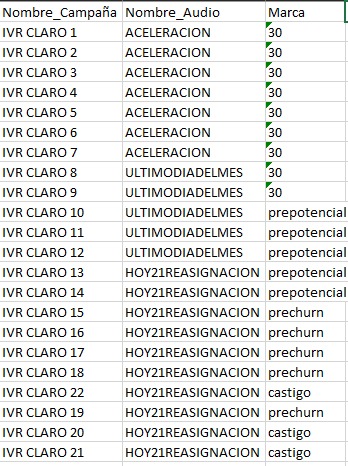 Nombre_Campaña Nombre_Audio Marca
IVR CLARO 1 ACELERACION 30
IVR CLARO 2 ACELERACION 30
IVR CLARO 3 ACELERACION 30
IVR CLARO 4 ACELERACION 30
IVR CLARO 5 ACELERACION 30
IVR CLARO 6 ACELERACION 30
IVR CLARO 7 ACELERACION 30
IVR CLARO 8 ULTIMODIADELMES 30
IVR CLARO 9 ULTIMODIADELMES 30
IVR CLARO 10 ULTIMODIADELMES prepotencial
IVR CLARO 11 ULTIMODIADELMES prepotencial
IVR CLARO 12 ULTIMODIADELMES prepotencial
IVR CLARO 13 HOY21REASIGNACION prepotencial
IVR CLARO 14 HOY21REASIGNACION prepotencial
IVR CLARO 15 HOY21REASIGNACION prechurn
IVR CLARO 16 HOY21REASIGNACION prechurn
IVR CLARO 17 HOY21REASIGNACION prechurn
IVR CLARO 18 HOY21REASIGNACION prechurn
IVR CLARO 22 HOY21REASIGNACION castigo
IVR CLARO 19 HOY21REASIGNACION prechurn
IVR CLARO 20 HOY21REASIGNACION castigo
IVR CLARO 21 HOY21REASIGNACION castigo